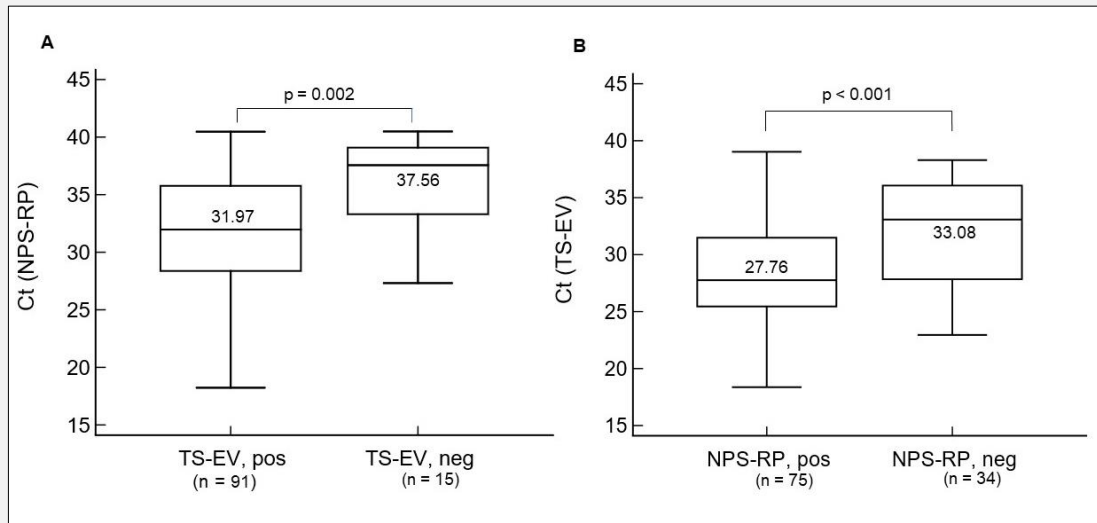 A
45
40
35
30
25
20
15
Ct (NPS-RP)
p = 0.002
31.97
37.56
TS-EV, pos
(n = 91)
TS-EV, neg
(n = 15)
B
45
40
35
30
25
20
15
Ct (TS-EV)
p < 0.001
27.76
33.08
NPS-RP, pos
(n = 75)
NPS-RP, neg
(n = 34)